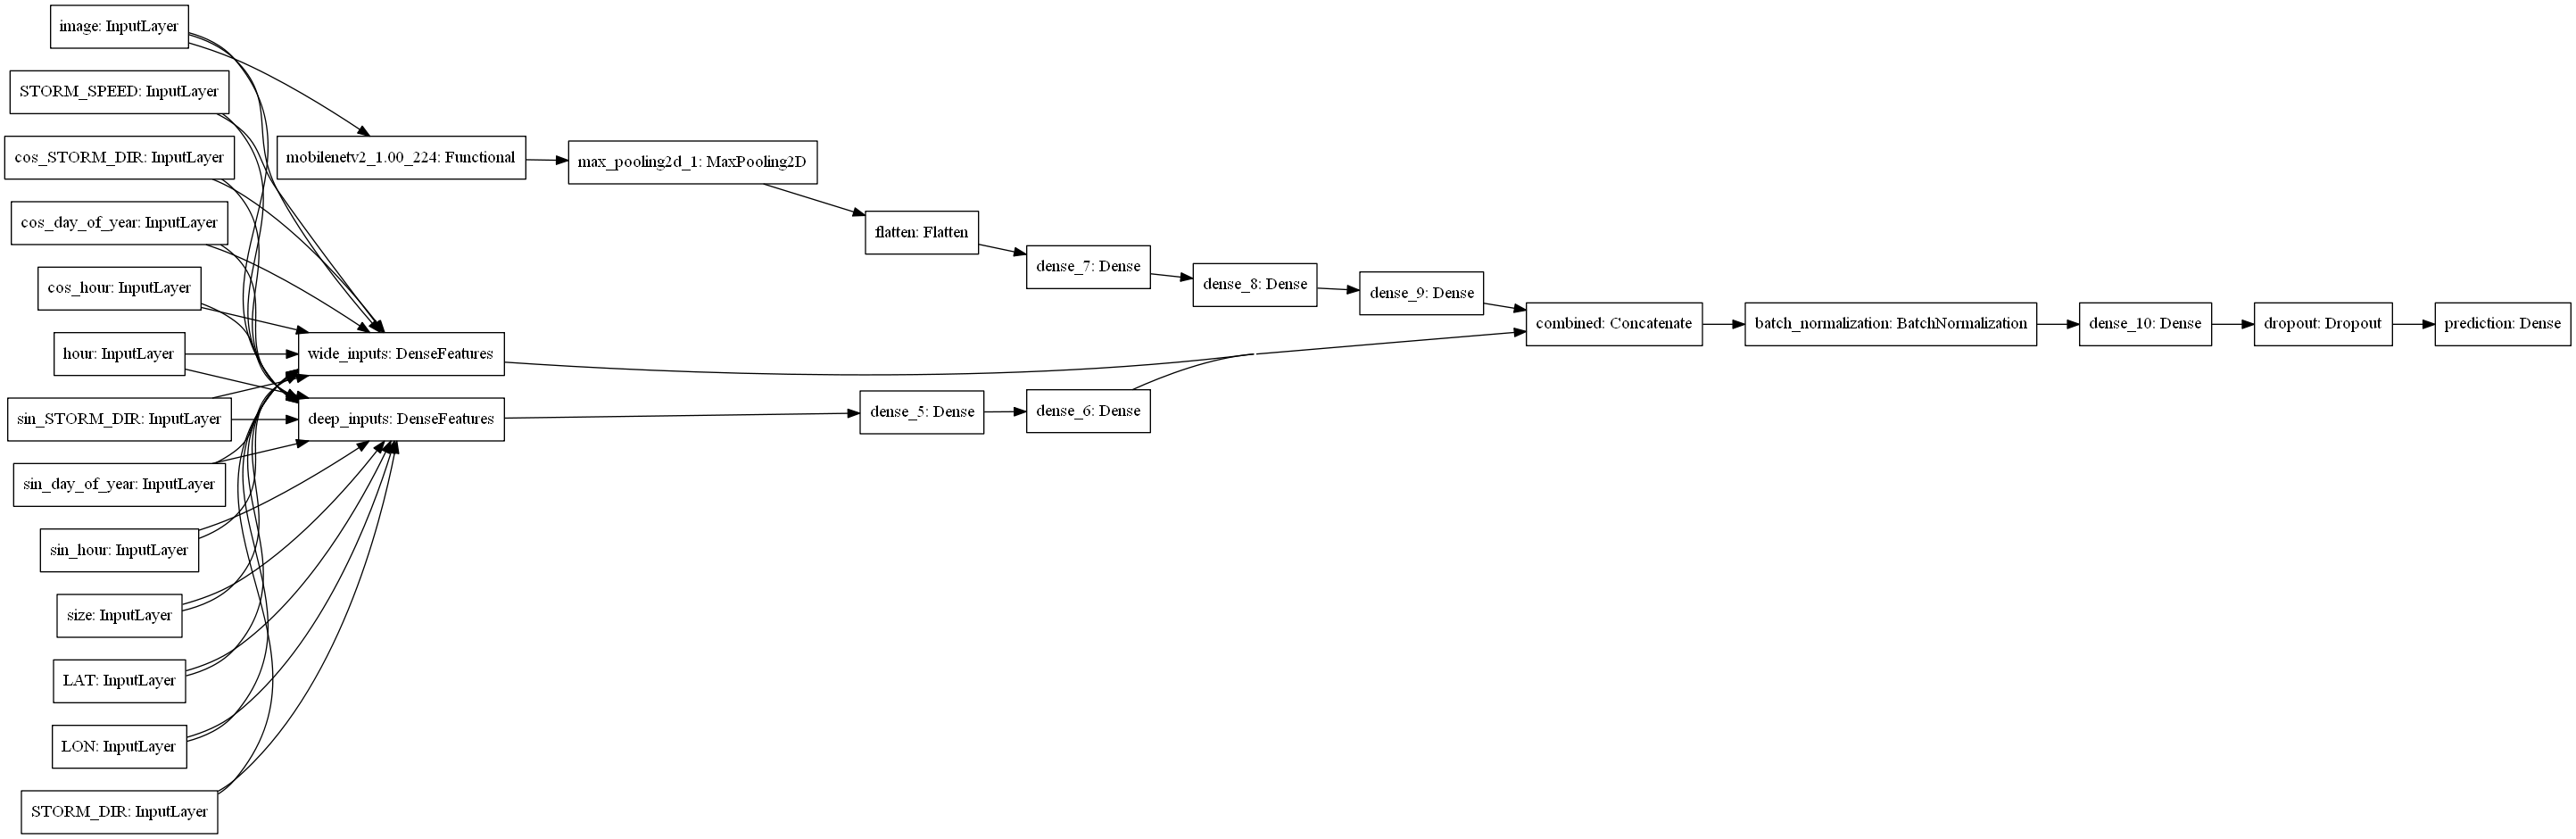 image: InputLayer
STORM_SPEED: InputLayer
cos_STORM_DIR: InputLayer
cos_day_of_year: InputLayer
cos_hour: InputLayer
hour: InputLayer
sin_STORM_DIR: InputLayer
sin_day_of_year: InputLayer
sin_hour: InputLayer
size: InputLayer
LAT: InputLayer
LON: InputLayer
STORM_DIR: InputLayer
mobilenetv2_1.00_224: Functional
wide_inputs: DenseFeatures
deep_inputs: DenseFeatures
max_pooling2d_1: MaxPooling2D
flatten: Flatten
dense_5: Dense
dense_7: Dense
dense_6: Dense
dense_8: Dense
dense_9: Dense
combined: Concatenate
batch_normalization: BatchNormalization
dense_10: Dense
dropout: Dropout
prediction: Dense